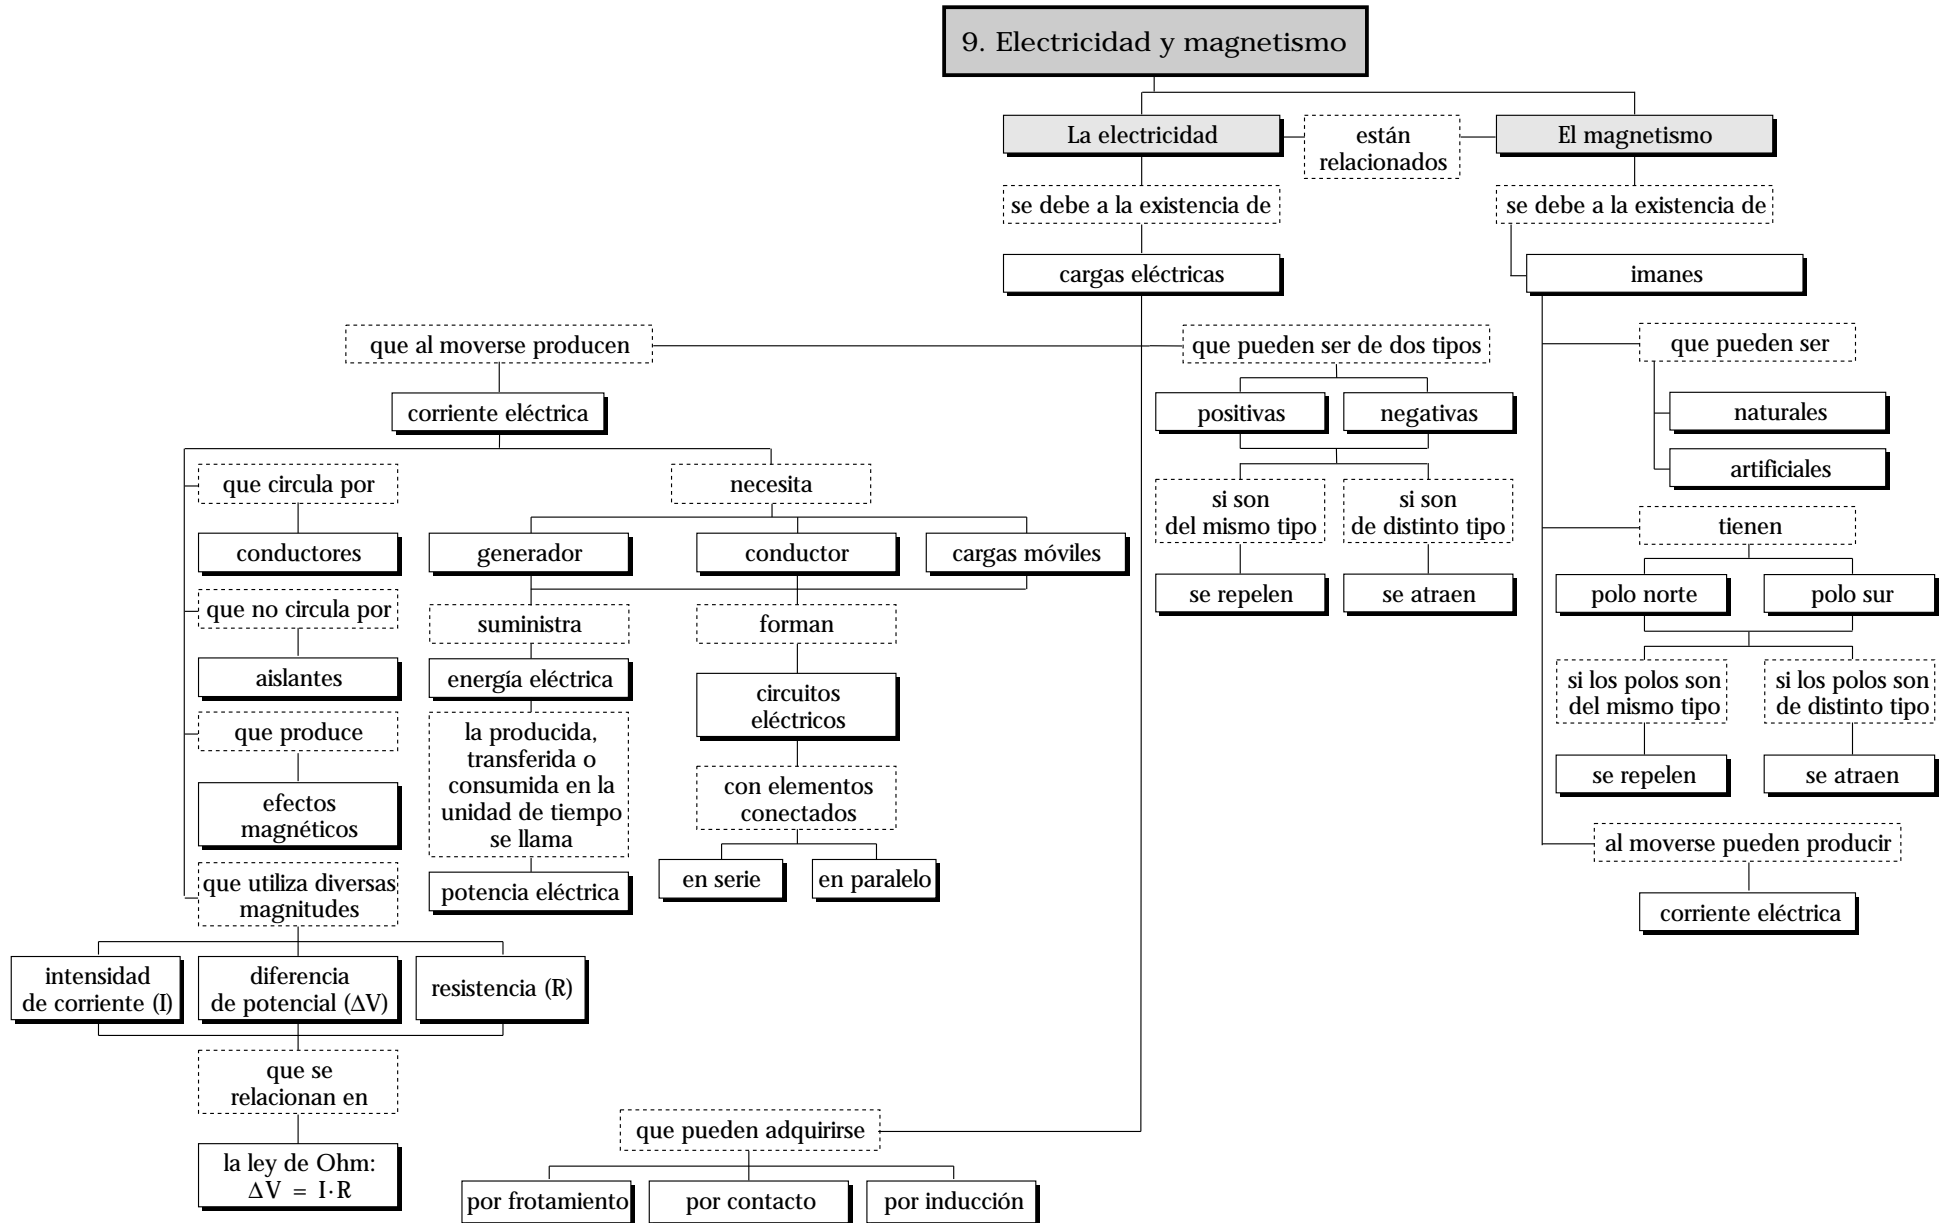 9. Electricidad y magnetismo
La electricidad
están
relacionados
El magnetismo
se debe a la existencia de
se debe a la existencia de
cargas eléctricas
imanes
que al moverse producen
corriente eléctrica
que circula por
conductores
que no circula por
aislantes
que produce
efectos
magnéticos
que utiliza diversas
magnitudes
intensidad
de corriente (I)
diferencia
de potencial (ΔV)
resistencia (R)
que se
relacionan en
la ley de Ohm:
ΔV = I·R
necesita
generador
conductor
cargas móviles
suministra
energía eléctrica
la producida,
transferida o
consumida en la
unidad de tiempo
se llama
potencia eléctrica
forman
circuitos
eléctricos
con elementos
conectados
en serie
en paralelo
que pueden ser de dos tipos
positivas
negativas
si son
del mismo tipo
si son
de distinto tipo
se repelen
se atraen
que pueden adquirirse
por frotamiento
por contacto
por inducción
que pueden ser
naturales
artificiales
tienen
polo norte
polo sur
si los polos son
del mismo tipo
si los polos son
de distinto tipo
se repelen
se atraen
al moverse pueden producir
corriente eléctrica